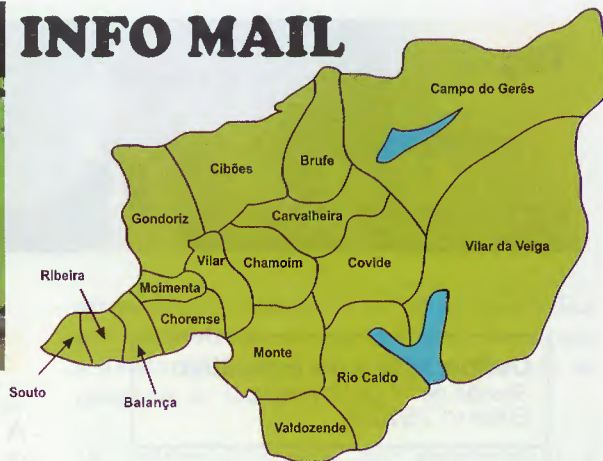 INFO MAIL
Campo do Gerês
Brufe
Cibões
Carvalheira
Gondoriz
Vilar da Veiga
Vilar
Chamoim
Covide
Ribeira
Moimenta
Chorense
Monte
Rio Caldo
Souto
Balança
Valdozende